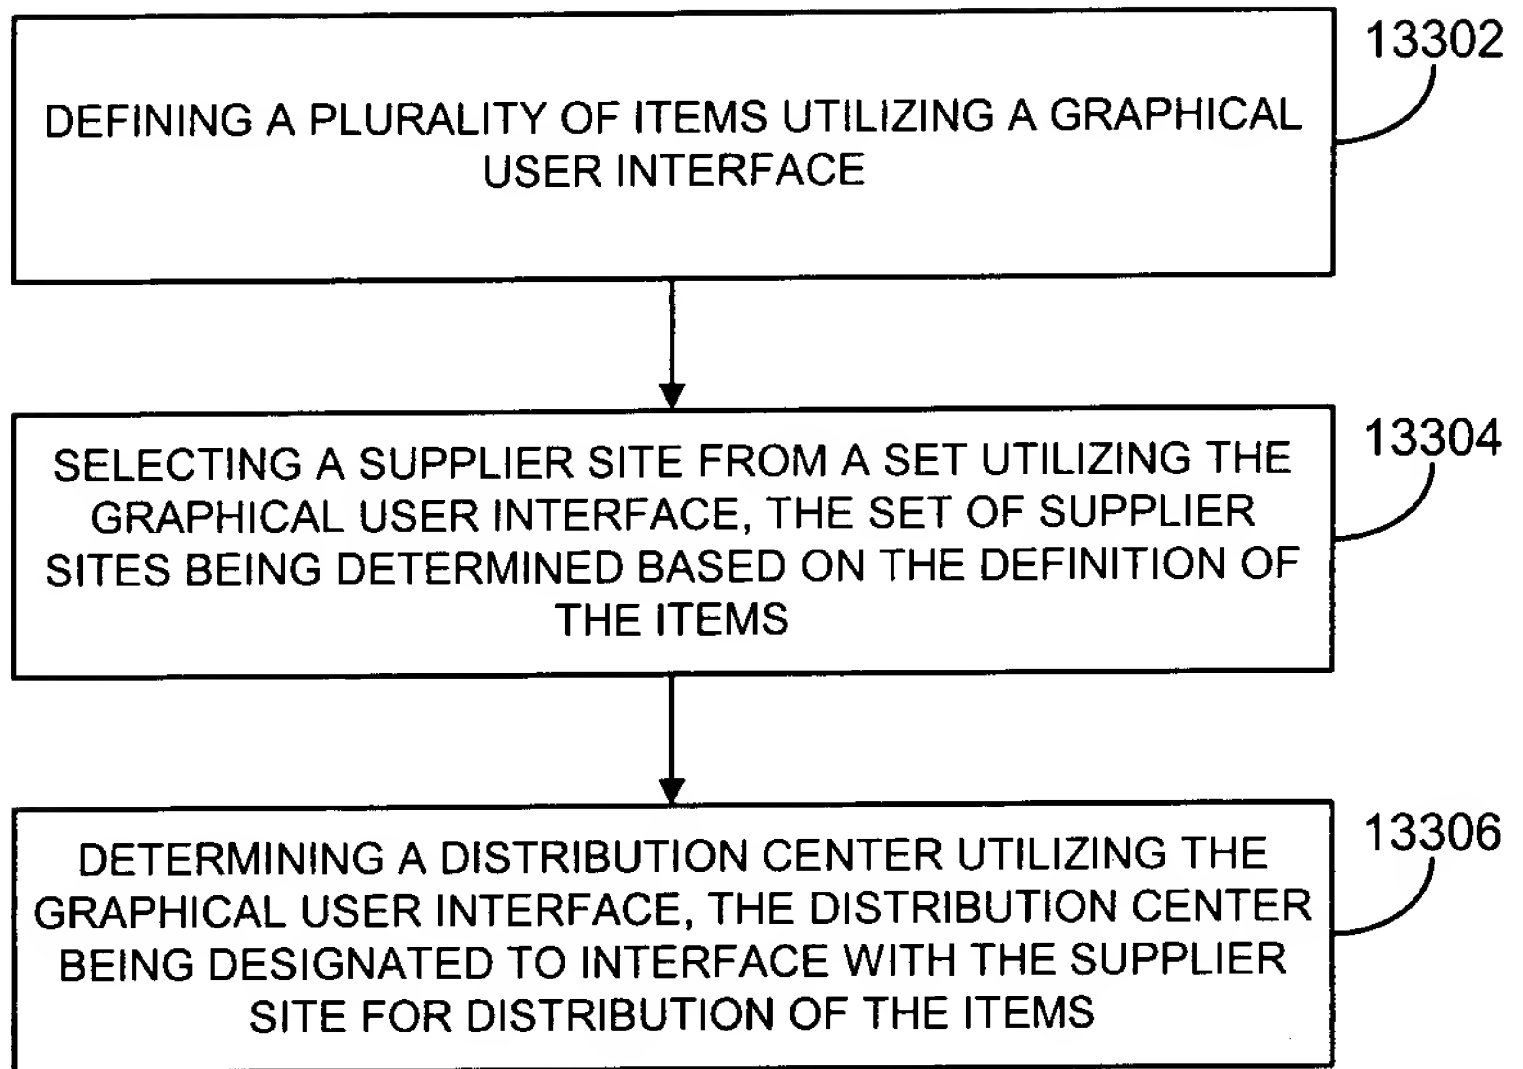 13302
DEFINING A PLURALITY OF ITEMS UTILIZING A GRAPHICAL
USER INTERFACE
13304
SELECTING A SUPPLIER SITE FROM A SET UTILIZING THE
GRAPHICAL USER INTERFACE, THE SET OF SUPPLIER
SITES BEING DETERMINED BASED ON THE DEFINITION OF
THE ITEMS
13306
DETERMINING A DISTRIBUTION CENTER UTILIZING THE
GRAPHICAL USER INTERFACE, THE DISTRIBUTION CENTER
BEING DESIGNATED TO INTERFACE WITH THE SUPPLIER
SITE FOR DISTRIBUTION OF THE ITEMS